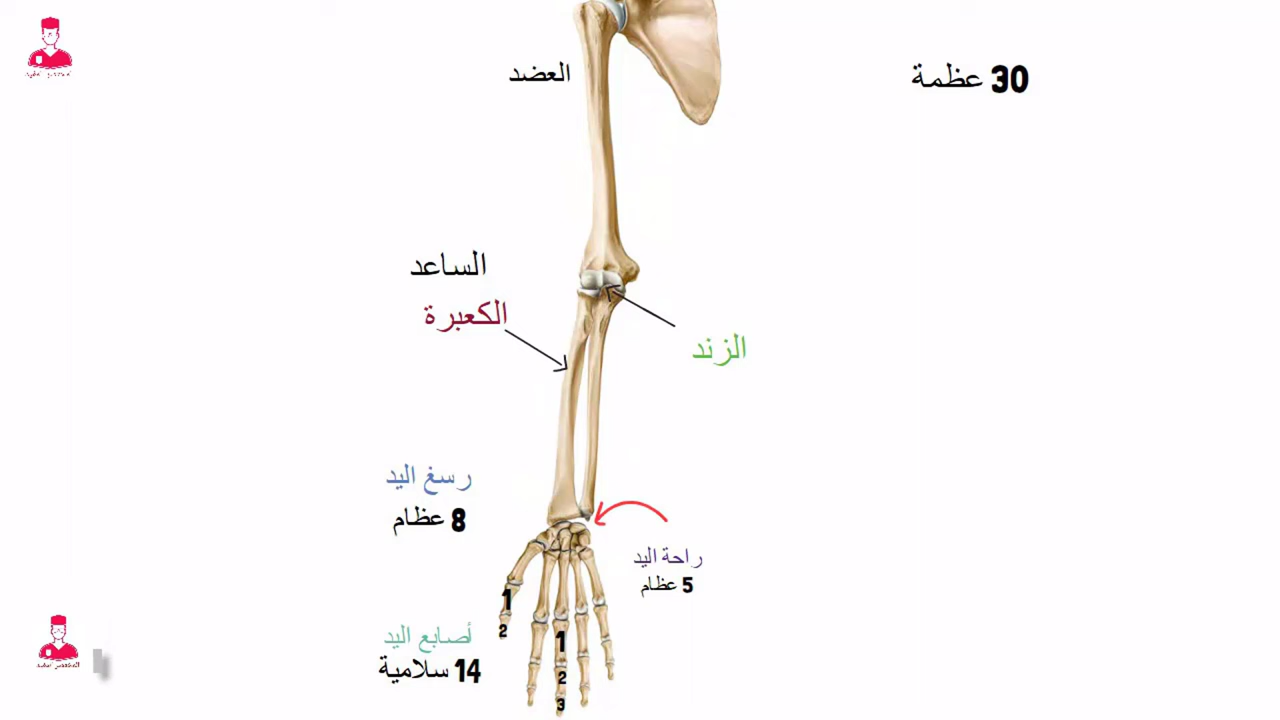 30 عظمة
العضد
الساعد
الكعبرة
الزند
رسغ اليد
8 عظام
راحة اليد
5 عظام
1
2
أصابع اليد
14 سلامية
1
2
3